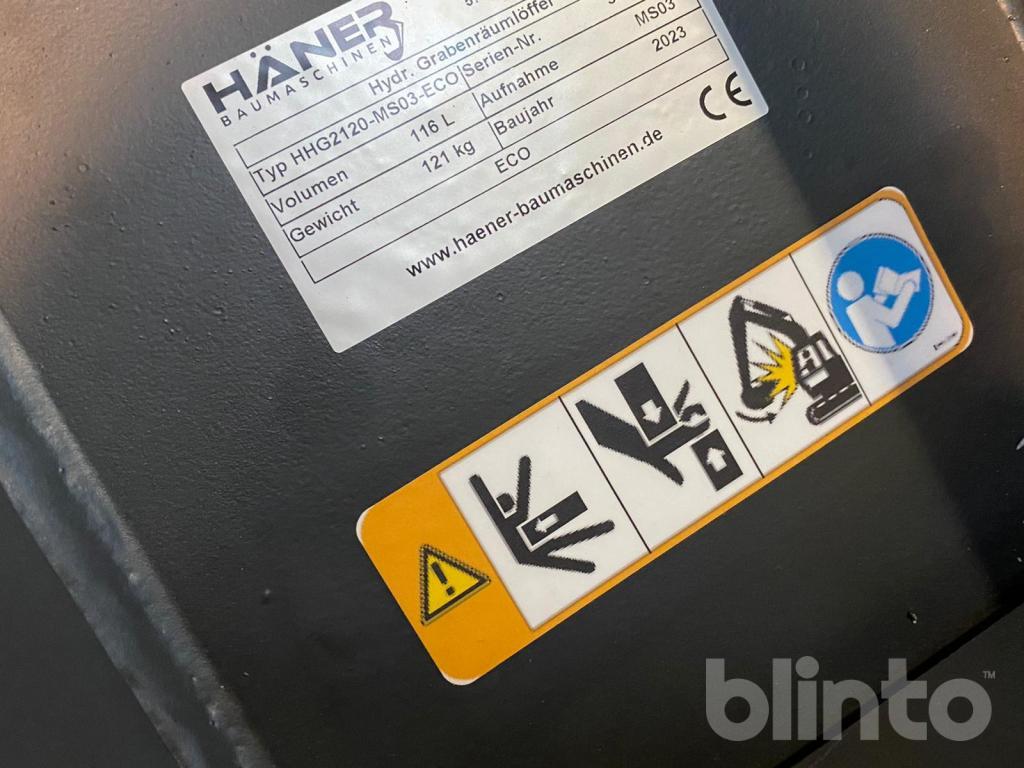 HÄNER
BAUMASCHINEN
Hydr. Grabenräumlöffel
Typ HHG2120-MS03-ECO Serien-Nr.
Volumen 116 L Aufnahme MS03
Gewicht 121 kg Baujahr 2023
ECO
www.haener-baumaschinen.de
CE
blinto™